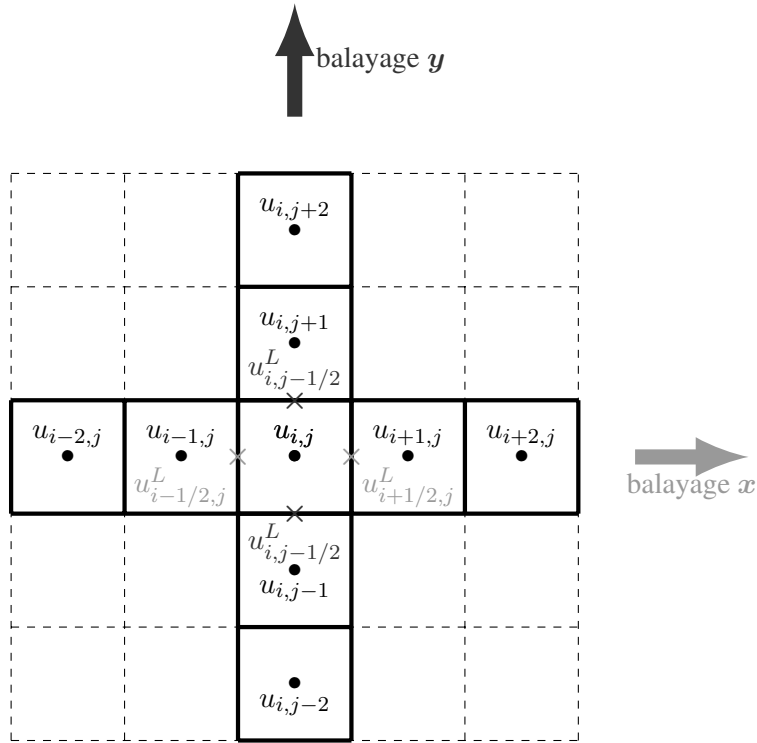 balayage y
u_{i,j+2}
u_{i,j+1}
u^L_{i,j-1/2}
u_{i-2,j} u_{i-1,j} u_{i,j} u_{i+1,j} u_{i+2,j}
u^L_{i-1/2,j} u^L_{i+1/2,j} balayage x
u^L_{i,j-1/2}
u_{i,j-1}
u_{i,j-2}